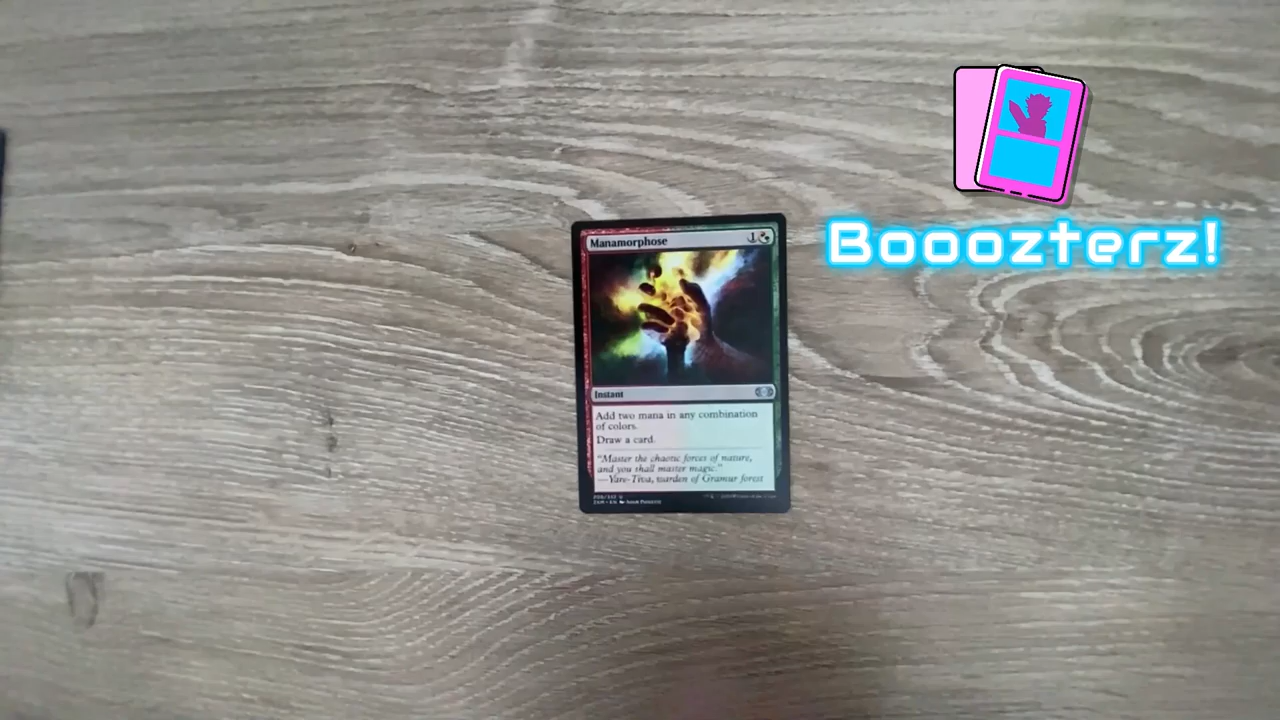 Booozterz!
Manamorphose 1
Instant
Add two mana in any combination
of colors.
Draw a card.
"Master the chaotic forces of nature,
and you shall master magic."
—Yare-Tiva, warden of Gramur forest